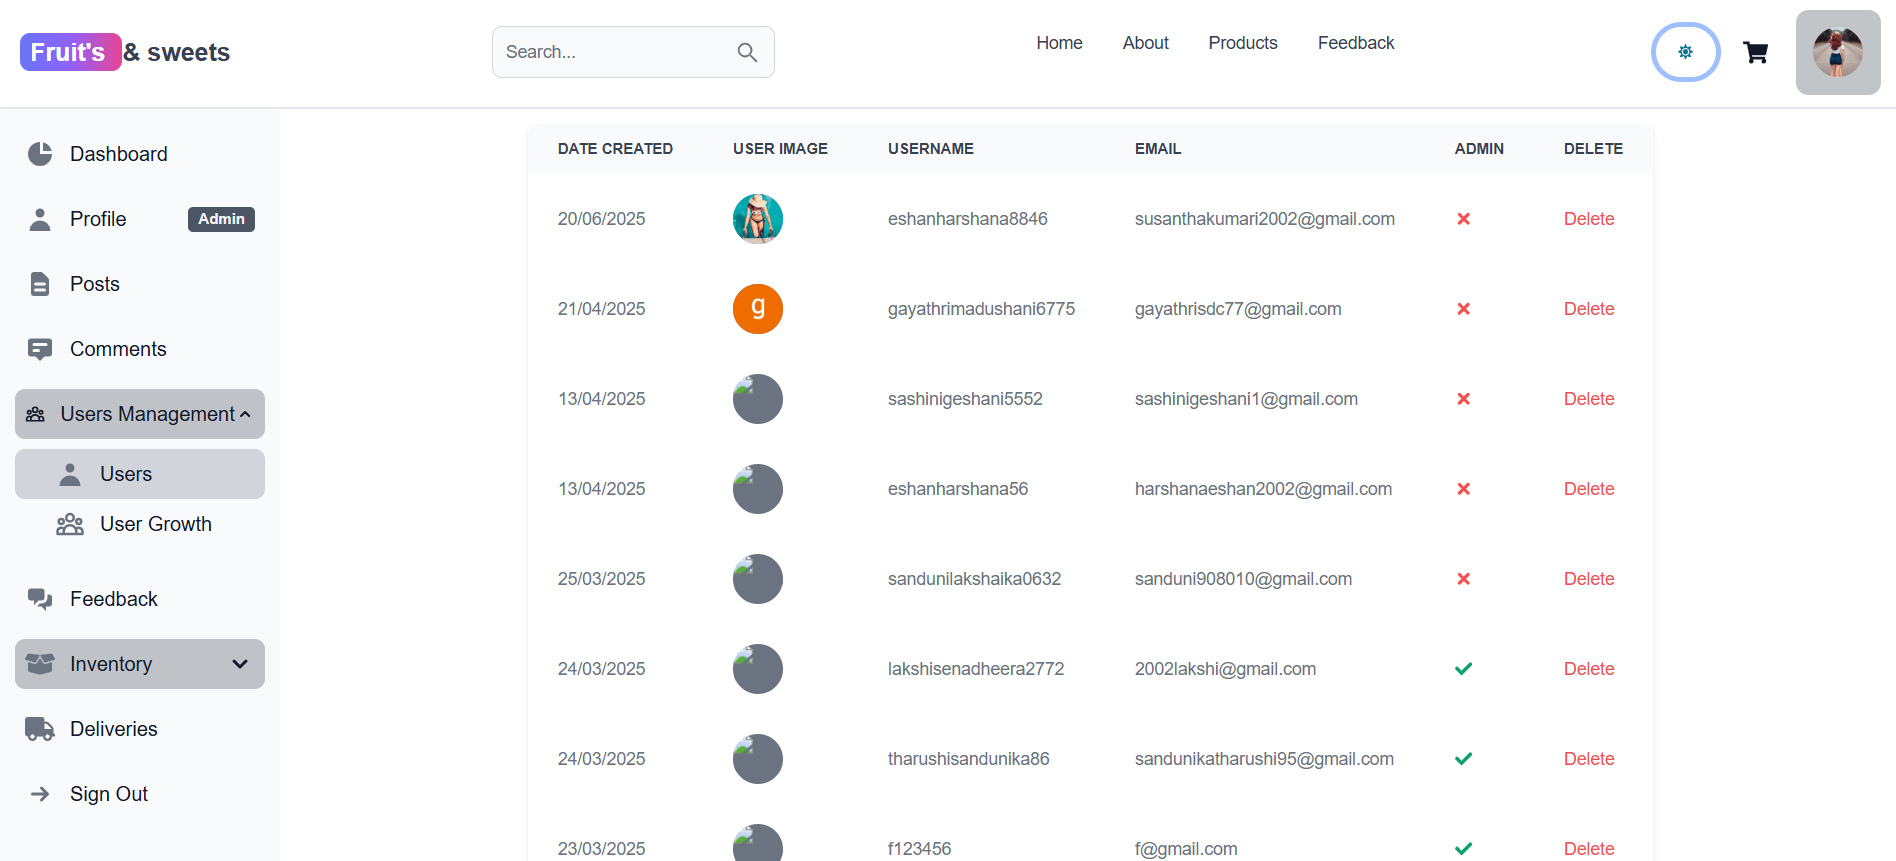 Fruit's & sweets
Search...
Home About Products Feedback
Dashboard
Profile Admin
Posts
Comments
Users Management
Users
User Growth
Feedback
Inventory
Deliveries
Sign Out
DATE CREATED USER IMAGE USERNAME EMAIL ADMIN DELETE
20/06/2025 eshanharshana8846 susanthakumari2002@gmail.com Delete
21/04/2025 g gayathrimadushani6775 gayathrisdc77@gmail.com Delete
13/04/2025 sashinigeshani5552 sashinigeshani1@gmail.com Delete
13/04/2025 eshanharshana56 harshanaeshan2002@gmail.com Delete
25/03/2025 sandunilakshaika0632 sanduni908010@gmail.com Delete
24/03/2025 lakshisenadheera2772 2002lakshi@gmail.com Delete
24/03/2025 tharushisandunika86 sandunikatharushi95@gmail.com Delete
23/03/2025 f123456 f@gmail.com Delete